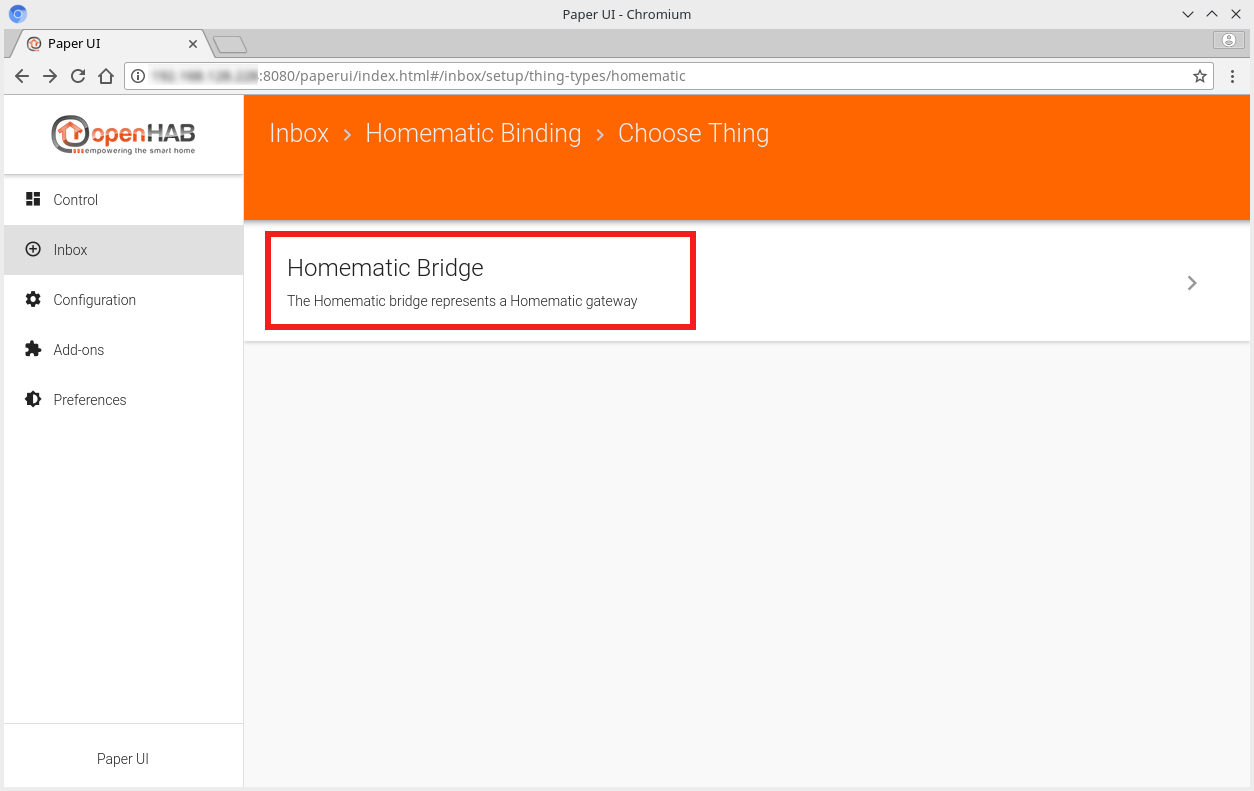 Paper UI - Chromium
Paper UI
:8080/paperui/index.html#/inbox/setup/thing-types/homematic
openHAB
empowering the smart home
Inbox > Homematic Binding > Choose Thing
Control
Inbox
Configuration
Add-ons
Preferences
Homematic Bridge
The Homematic bridge represents a Homematic gateway
Paper UI